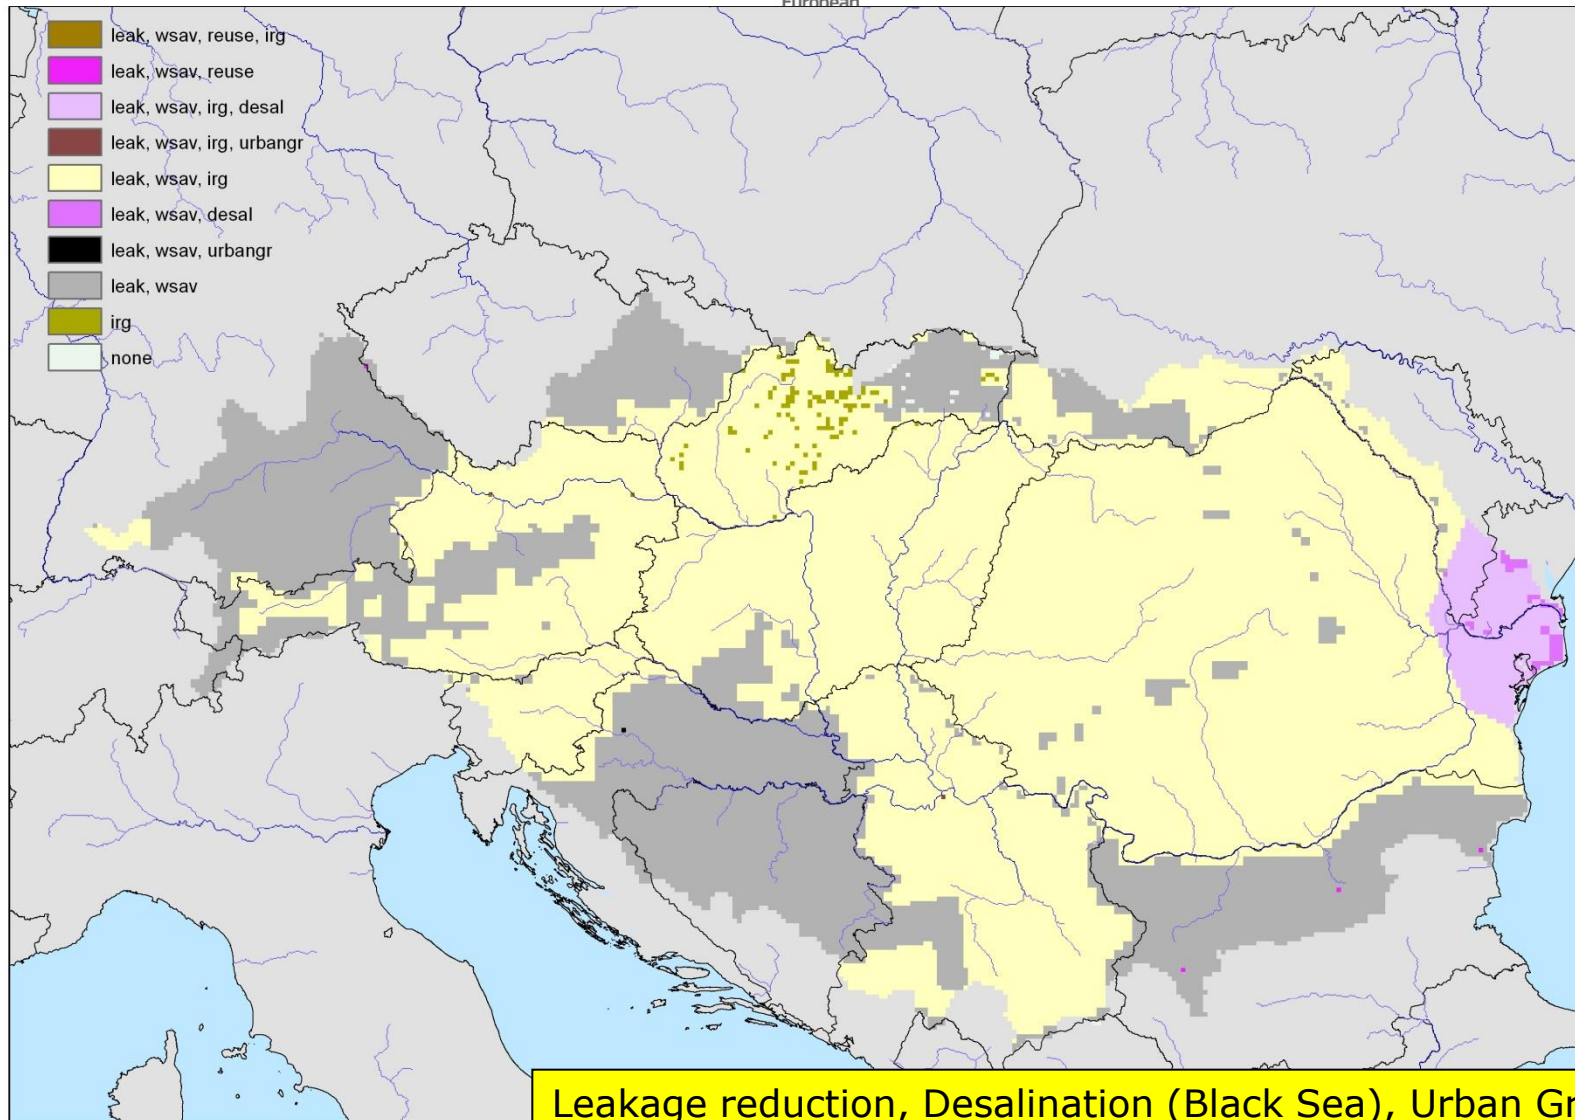 European
leak, wsav, reuse, irg
leak, wsav, reuse
leak, wsav, irg, desal
leak, wsav, irg, urbangr
leak, wsav, irg
leak, wsav, desal
leak, wsav, urbangr
leak, wsav
irg
none
Leakage reduction, Desalination (Black Sea), Urban Gr